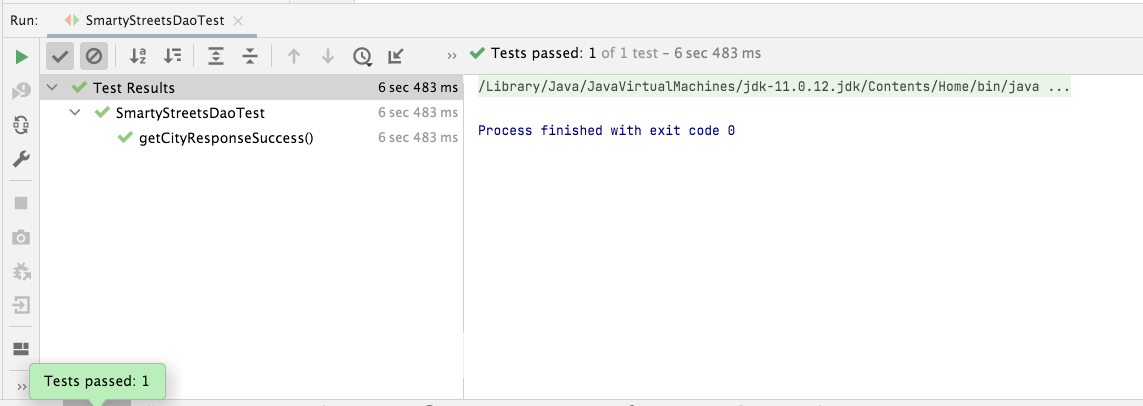 Run: SmartyStreetsDaoTest
Tests passed: 1 of 1 test – 6 sec 483 ms
Test Results 6 sec 483 ms
SmartyStreetsDaoTest 6 sec 483 ms
getCityResponseSuccess() 6 sec 483 ms
/Library/Java/JavaVirtualMachines/jdk-11.0.12.jdk/Contents/Home/bin/java ...
Process finished with exit code 0
Tests passed: 1